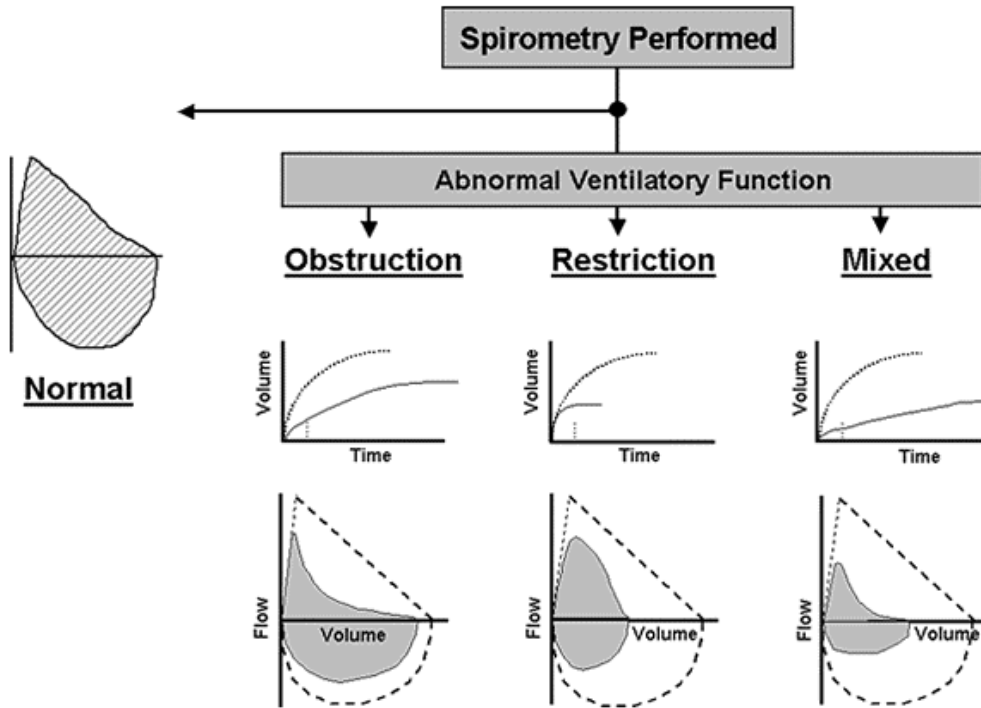 Spirometry Performed
Abnormal Ventilatory Function
Obstruction
Restriction
Mixed
Normal
Volume
Time
Volume
Time
Volume
Time
Flow
Volume
Flow
Volume
Flow
Volume